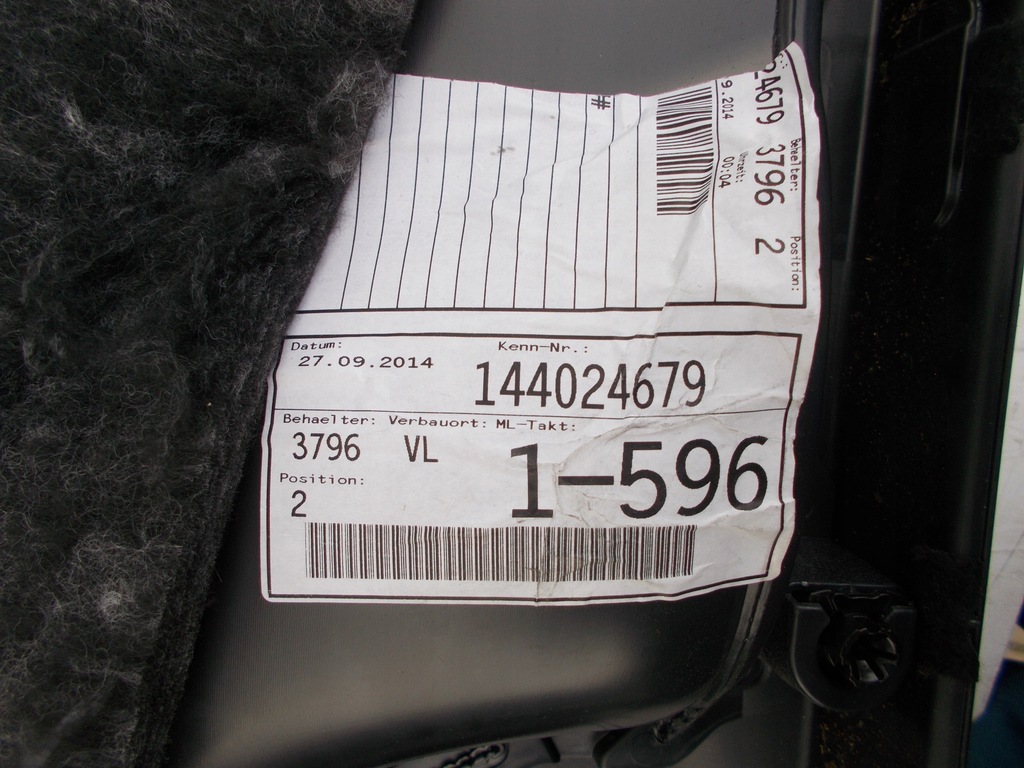 #
9.2014
Uhrzeit:
00:04
24679 3796 2
Behaelter:
Position:
Datum: Kenn-Nr.:
27.09.2014 144024679
Behaelter: Verbauort: ML-Takt:
3796 VL 1-596
Position:
2